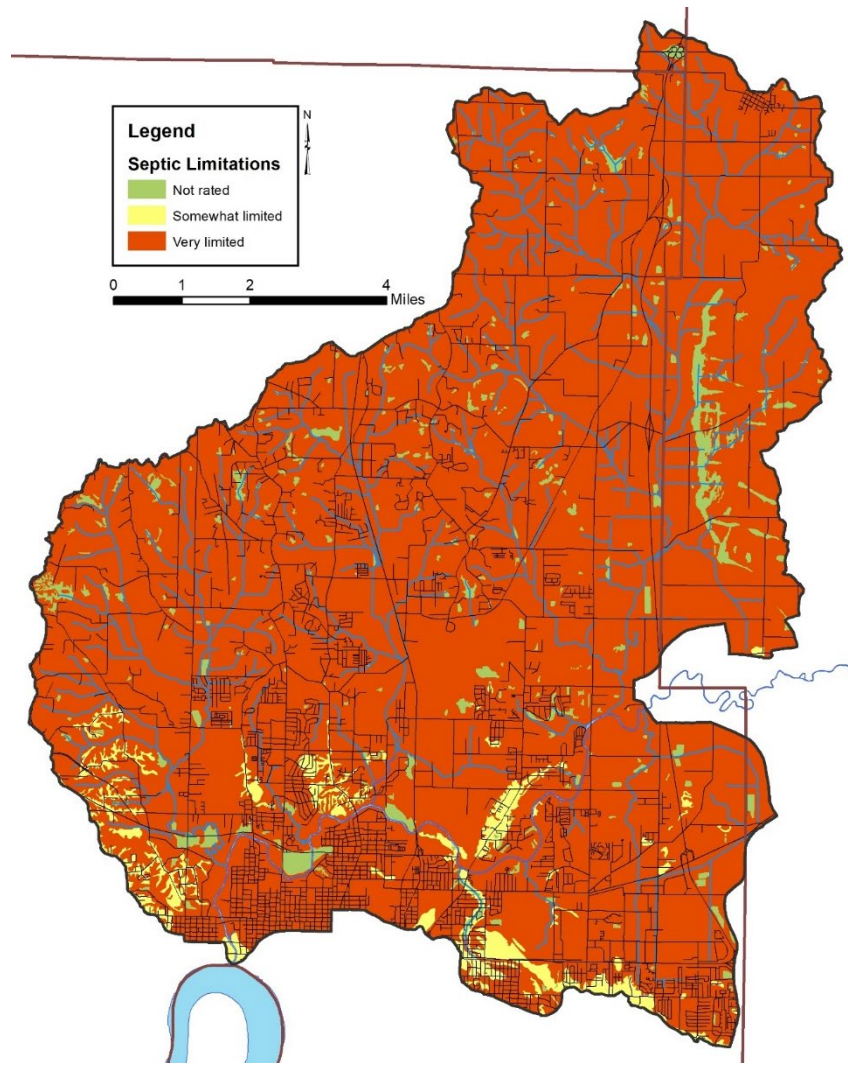 Legend
N
Septic Limitations
Not rated
Somewhat limited
Very limited
0 1 2 4
Miles